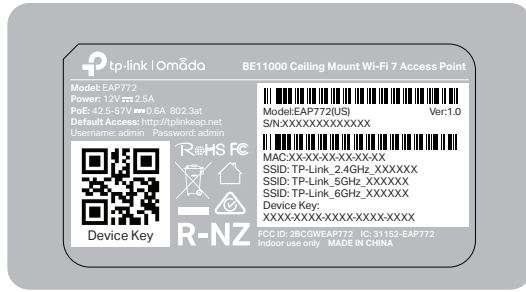 tp-link | Omada
BE11000 Ceiling Mount Wi-Fi 7 Access Point
Model: EAP772
Power: 12V⎓2.5A
PoE: 42.5-57V⎓0.6A 802.3at
Default Access: http://tplinkeap.net
Username: admin Password: admin
Device Key
RoHS FC
R-NZ
Model:EAP772(US) Ver:1.0
S/N:XXXXXXXXXXXXX
MAC:XX-XX-XX-XX-XX-XX
SSID: TP-Link_2.4GHz_XXXXXX
SSID: TP-Link_5GHz_XXXXXX
SSID: TP-Link_6GHz_XXXXXX
Device Key:
XXXX-XXXX-XXXX-XXXX-XXXX
FCC ID: 2BCGWEAP772 IC: 31152-EAP772
Indoor use only MADE IN CHINA